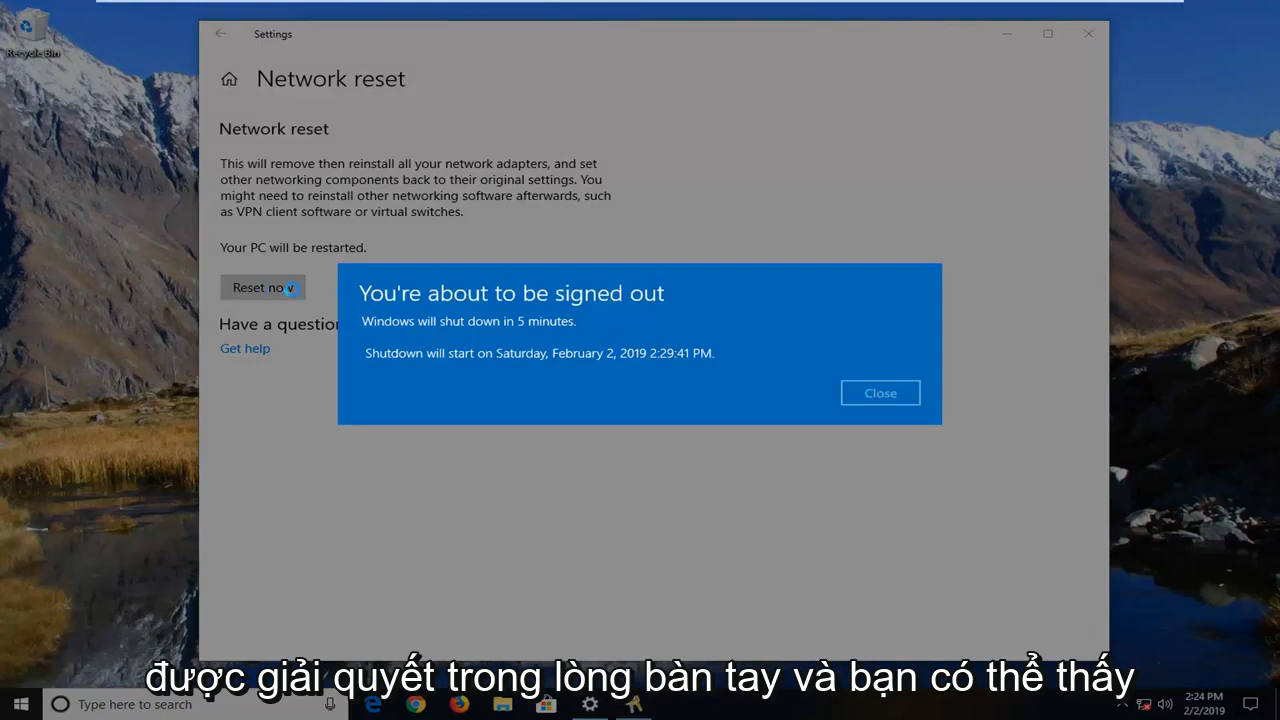 Recycle Bin
Settings
Network reset
Network reset
This will remove then reinstall all your network adapters, and set
other networking components back to their original settings. You
might need to reinstall other networking software afterwards, such
as VPN client software or virtual switches.
Your PC will be restarted.
Reset now
Have a question
Get help
You're about to be signed out
Windows will shut down in 5 minutes.
Shutdown will start on Saturday, February 2, 2019 2:29:41 PM.
Close
được giải quyết trong lòng bàn tay và bạn có thể thấy
Type here to search
2:24 PM
2/2/2019